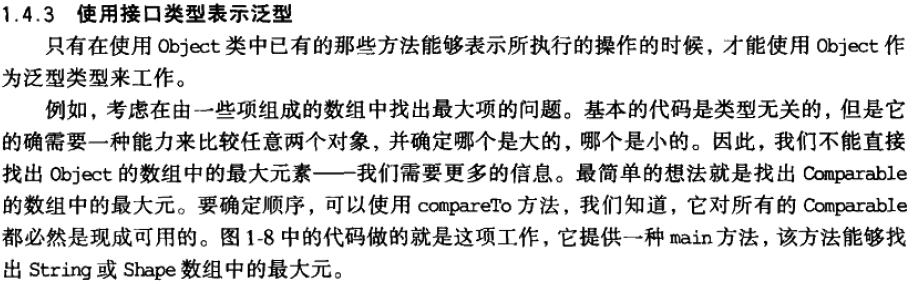 1.4.3 使用接口类型表示泛型
只有在使用 Object 类中已有的那些方法能够表示所执行的操作的时候，才能使用 Object 作
为泛型类型来工作。
例如，考虑在由一些项组成的数组中找出最大项的问题。基本的代码是类型无关的，但是它
的确需要一种能力来比较任意两个对象，并确定哪个是大的，哪个是小的。因此，我们不能直接
找出 Object 的数组中的最大元素——我们需要更多的信息。最简单的想法就是找出 Comparable
的数组中的最大元。要确定顺序，可以使用 compareTo 方法，我们知道，它对所有的 Comparable
都必然是现成可用的。图 1-8 中的代码做的就是这项工作，它提供一种 main 方法，该方法能够找
出 String 或 Shape 数组中的最大元。